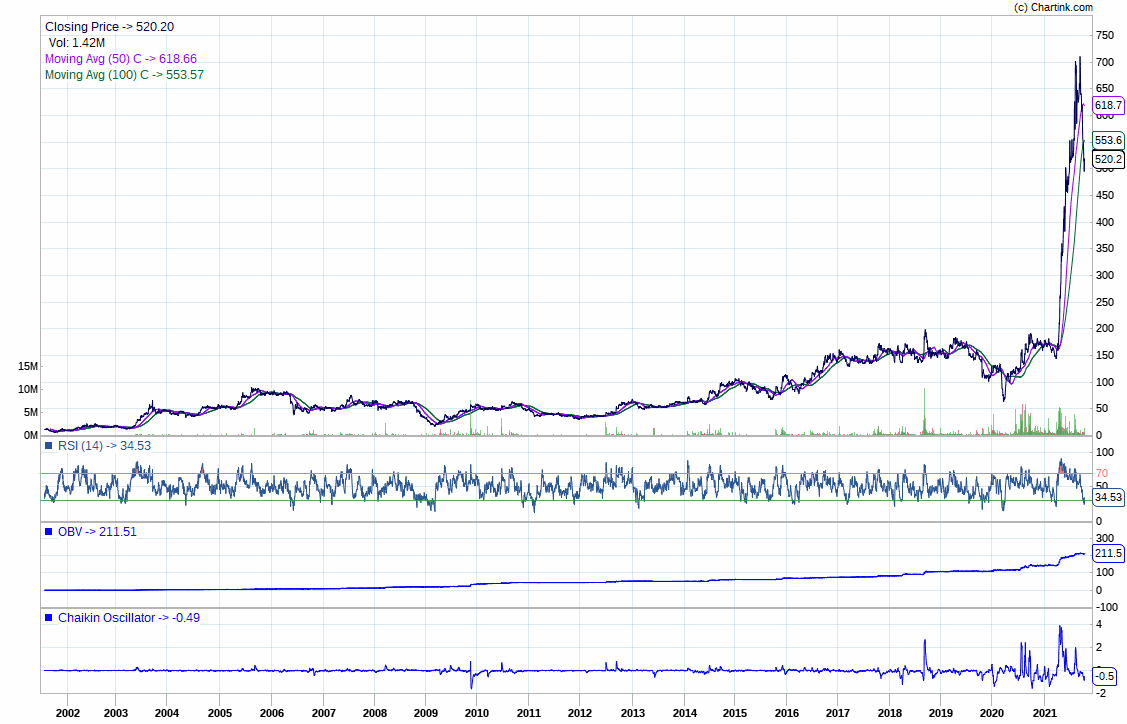 (c) Chartink.com
Closing Price -> 520.20
Vol: 1.42M
Moving Avg (50) C -> 618.66
Moving Avg (100) C -> 553.57
750
700
650
618.7
600
553.6
520.2
500
450
400
350
300
250
200
150
100
50
0
15M
10M
5M
0M
RSI (14) -> 34.53
100
70
50
34.53
0
OBV -> 211.51
300
211.5
100
0
-100
Chaikin Oscillator -> -0.49
4
2
0
-0.5
-2
2002 2003 2004 2005 2006 2007 2008 2009 2010 2011 2012 2013 2014 2015 2016 2017 2018 2019 2020 2021